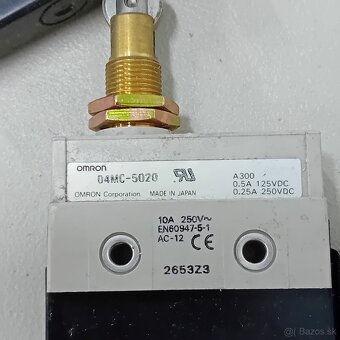 OMRON
D4MC-5020
OMRON Corporation MADE IN JAPAN
A300
0.5A 125VDC
0.25A 250VDC
10A 250V~
EN60947-5-1
AC-12 CE
2653Z3
Bazos.sk